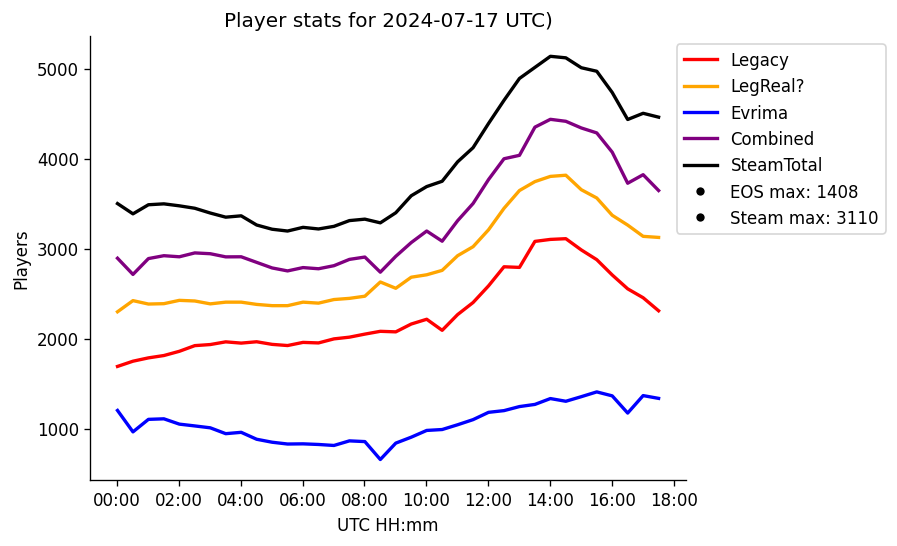 Player stats for 2024-07-17 UTC)
Legacy
LegReal?
Evrima
Combined
SteamTotal
EOS max: 1408
Steam max: 3110
Players
5000
4000
3000
2000
1000
00:00 02:00 04:00 06:00 08:00 10:00 12:00 14:00 16:00 18:00
UTC HH:mm